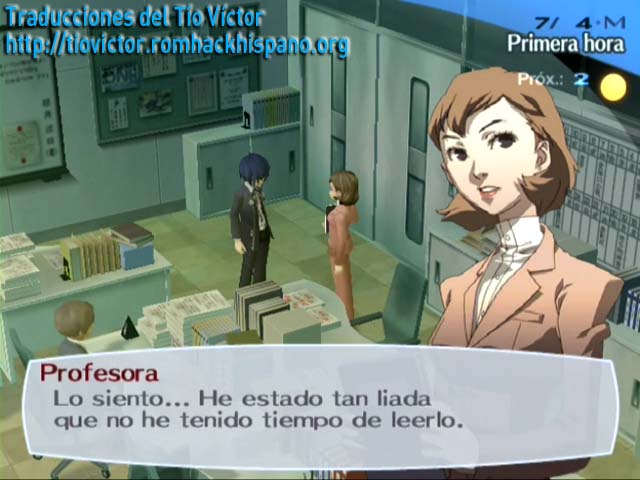 Traducciones del Tío Víctor
http://tiovictor.romhackhispano.org
7/ 4·M
Primera hora
Próx.: 2
Profesora
Lo siento... He estado tan liada
que no he tenido tiempo de leerlo.